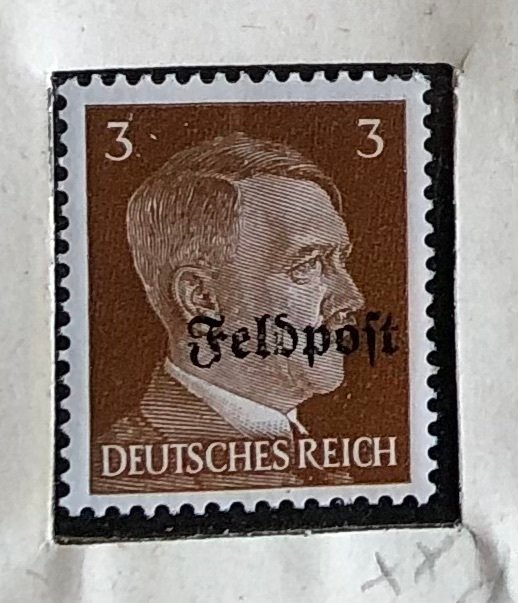 3 3
Feldpost
DEUTSCHES REICH
××